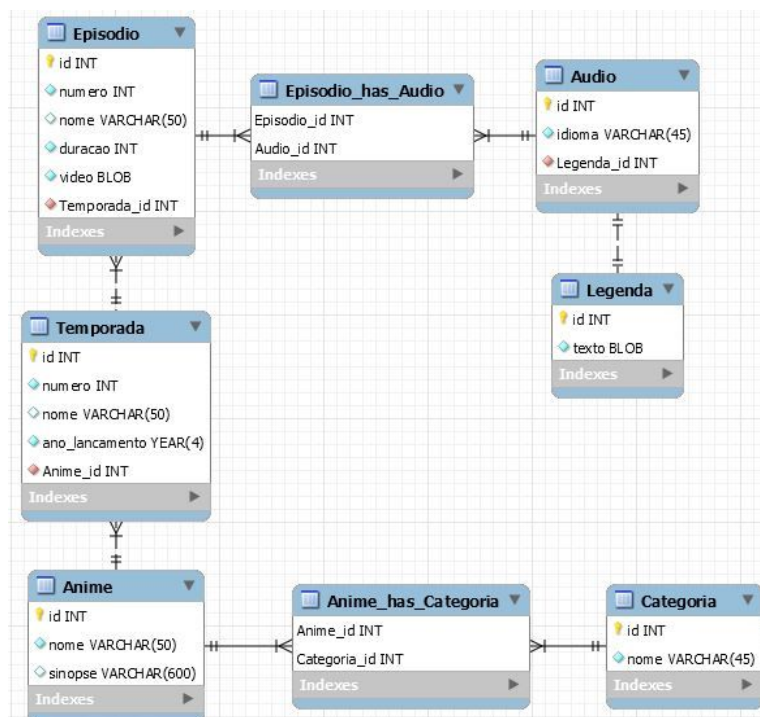 Episodio
id INT
numero INT
nome VARCHAR(50)
duracao INT
video BLOB
Temporada_id INT
Indexes
Episodio_has_Audio
Episodio_id INT
Audio_id INT
Indexes
Audio
id INT
idioma VARCHAR(45)
Legenda_id INT
Indexes
Legenda
id INT
texto BLOB
Indexes
Temporada
id INT
numero INT
nome VARCHAR(50)
ano_lancamento YEAR(4)
Anime_id INT
Indexes
Anime
id INT
nome VARCHAR(50)
sinopse VARCHAR(600)
Indexes
Anime_has_Categoria
Anime_id INT
Categoria_id INT
Indexes
Categoria
id INT
nome VARCHAR(45)
Indexes